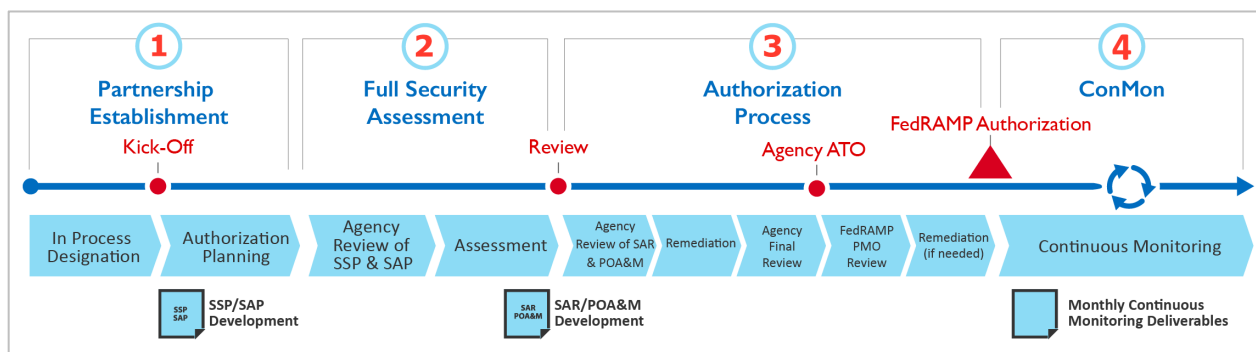 1
Partnership
Establishment
2
Full Security
Assessment
3
Authorization
Process
4
ConMon
Kick-Off
Review
Agency ATO
FedRAMP Authorization
In Process
Designation
Authorization
Planning
Agency
Review of
SSP & SAP
Assessment
Agency
Review of SAR
& POA&M
Remediation
Agency
Final
Review
FedRAMP
PMO
Review
Remediation
(if needed)
Continuous Monitoring
SSP
SAP
SSP/SAP
Development
SAR
POA&M
SAR/POA&M
Development
Monthly Continuous
Monitoring Deliverables